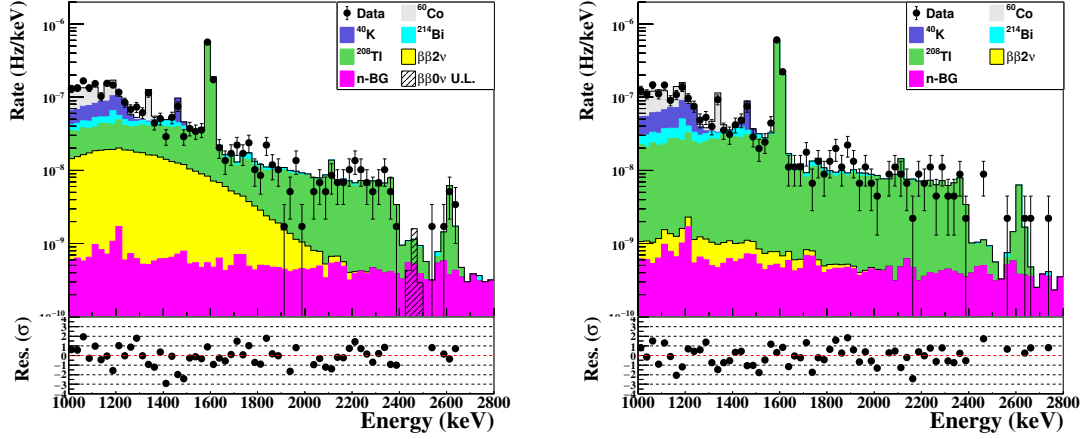 Rate (Hz/keV)
10⁻⁶
10⁻⁷
10⁻⁸
10⁻⁹
10⁻¹⁰
Data
⁶⁰Co
⁴⁰K
²¹⁴Bi
²⁰⁸Tl
ββ2ν
n-BG
ββ0ν U.L.
Res. (σ)
4
3
2
1
0
−1
−2
−3
−4
1000 1200 1400 1600 1800 2000 2200 2400 2600 2800
Energy (keV)
Rate (Hz/keV)
10⁻⁶
10⁻⁷
10⁻⁸
10⁻⁹
10⁻¹⁰
Data
⁶⁰Co
⁴⁰K
²¹⁴Bi
²⁰⁸Tl
ββ2ν
n-BG
Res. (σ)
4
3
2
1
0
−1
−2
−3
−4
1000 1200 1400 1600 1800 2000 2200 2400 2600 2800
Energy (keV)